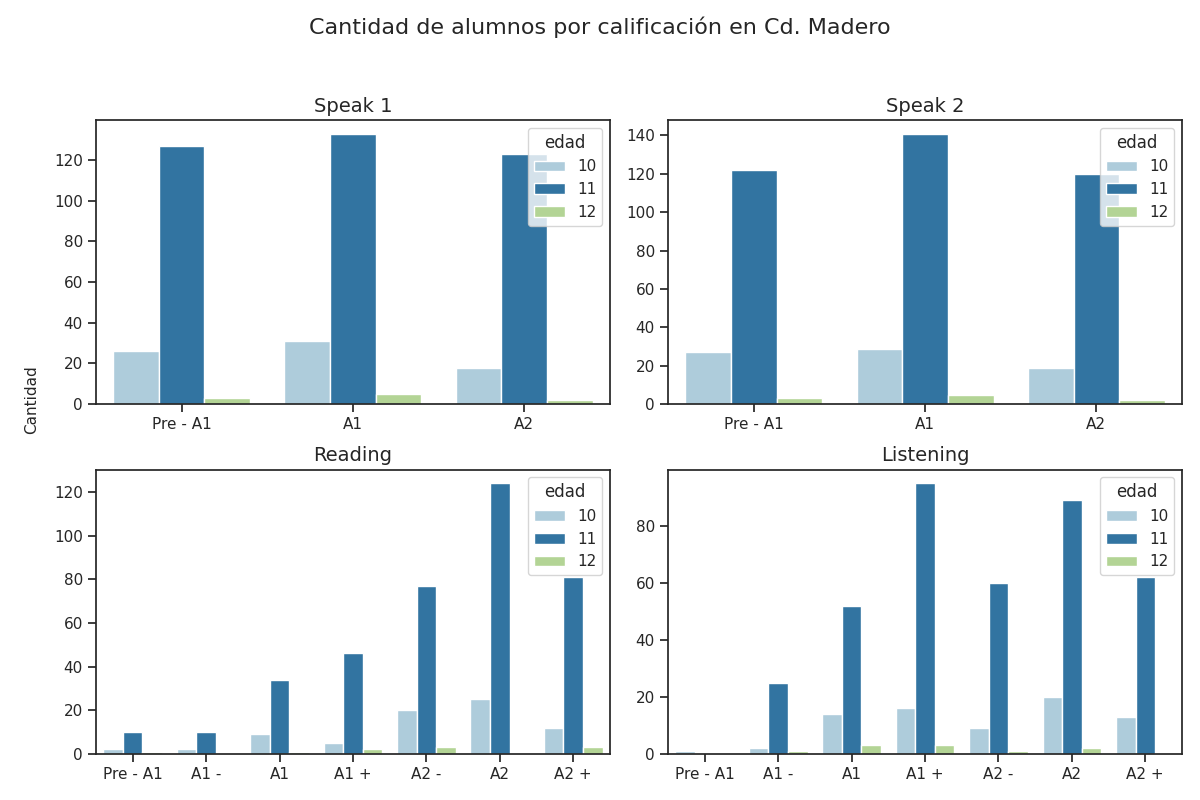 Cantidad de alumnos por calificación en Cd. Madero
Speak 1
120
100
80
60
40
20
0
Pre - A1 A1 A2
edad
10
11
12
Speak 2
140
120
100
80
60
40
20
0
Pre - A1 A1 A2
edad
10
11
12
Cantidad
Reading
120
100
80
60
40
20
0
Pre - A1 A1 - A1 A1 + A2 - A2 A2 +
edad
10
11
12
Listening
80
60
40
20
0
Pre - A1 A1 - A1 A1 + A2 - A2 A2 +
edad
10
11
12